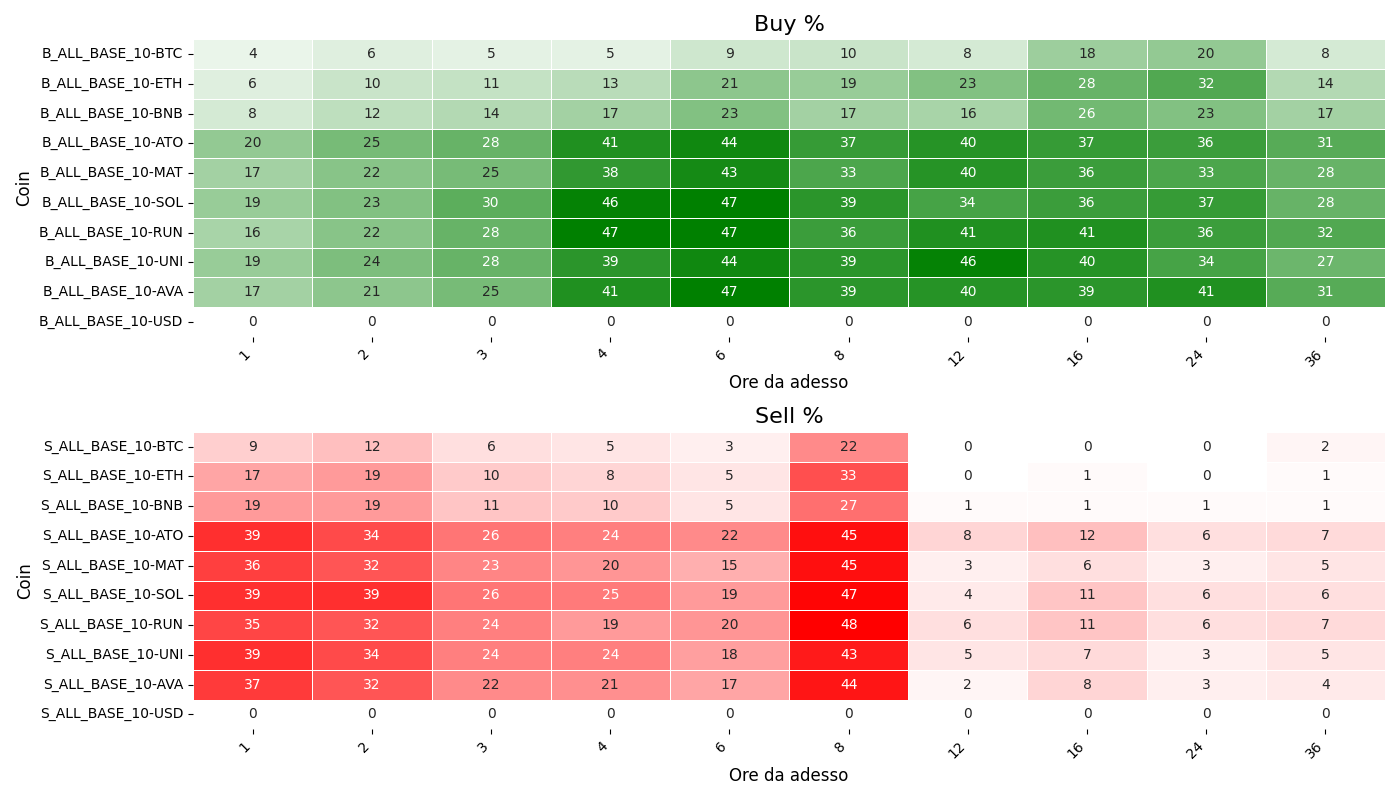 Buy %
Coin
B_ALL_BASE_10-BTC 4 6 5 5 9 10 8 18 20 8
B_ALL_BASE_10-ETH 6 10 11 13 21 19 23 28 32 14
B_ALL_BASE_10-BNB 8 12 14 17 23 17 16 26 23 17
B_ALL_BASE_10-ATO 20 25 28 41 44 37 40 37 36 31
B_ALL_BASE_10-MAT 17 22 25 38 43 33 40 36 33 28
B_ALL_BASE_10-SOL 19 23 30 46 47 39 34 36 37 28
B_ALL_BASE_10-RUN 16 22 28 47 47 36 41 41 36 32
B_ALL_BASE_10-UNI 19 24 28 39 44 39 46 40 34 27
B_ALL_BASE_10-AVA 17 21 25 41 47 39 40 39 41 31
B_ALL_BASE_10-USD 0 0 0 0 0 0 0 0 0 0
1 2 3 4 6 8 12 16 24 36
Ore da adesso
Sell %
Coin
S_ALL_BASE_10-BTC 9 12 6 5 3 22 0 0 0 2
S_ALL_BASE_10-ETH 17 19 10 8 5 33 0 1 0 1
S_ALL_BASE_10-BNB 19 19 11 10 5 27 1 1 1 1
S_ALL_BASE_10-ATO 39 34 26 24 22 45 8 12 6 7
S_ALL_BASE_10-MAT 36 32 23 20 15 45 3 6 3 5
S_ALL_BASE_10-SOL 39 39 26 25 19 47 4 11 6 6
S_ALL_BASE_10-RUN 35 32 24 19 20 48 6 11 6 7
S_ALL_BASE_10-UNI 39 34 24 24 18 43 5 7 3 5
S_ALL_BASE_10-AVA 37 32 22 21 17 44 2 8 3 4
S_ALL_BASE_10-USD 0 0 0 0 0 0 0 0 0 0
1 2 3 4 6 8 12 16 24 36
Ore da adesso